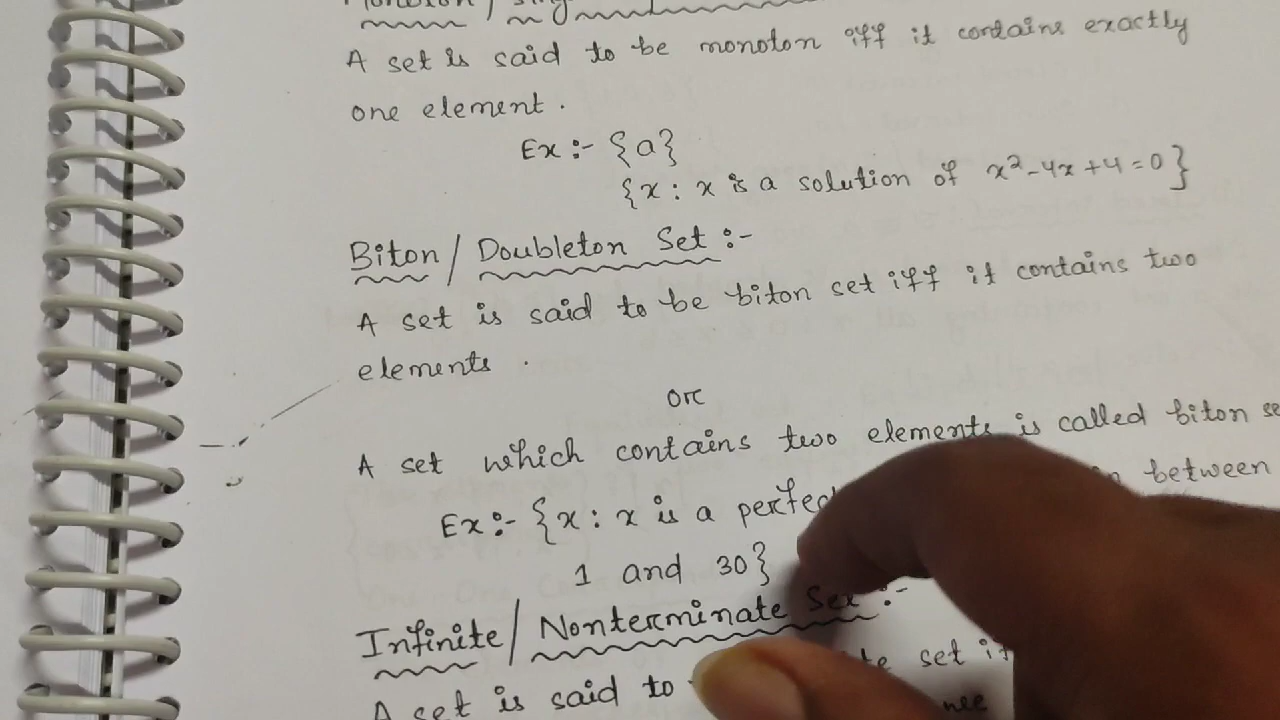 A set is said to be monoton iff it contains exactly
one element.
Ex :- {a}
{x : x is a solution of x²-4x+4=0}
Biton / Doubleton Set :-
A set is said to be biton set iff it contains two
elements .
or
A set which contains two elements is called biton
Ex :- {x : x is a between
1 and 30}
Infinite / Nonterminate Set :-
A set is said to set